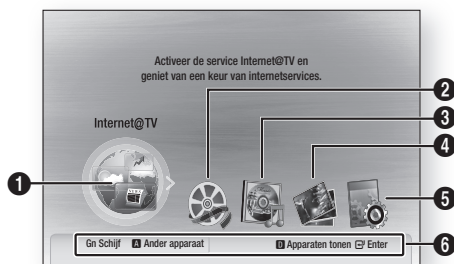 Activeer de service Internet@TV en
geniet van een keur van internetservices.
Internet@TV
1
2
3
4
5
6
Gn Schijf A Ander apparaat D Apparaten tonen Enter